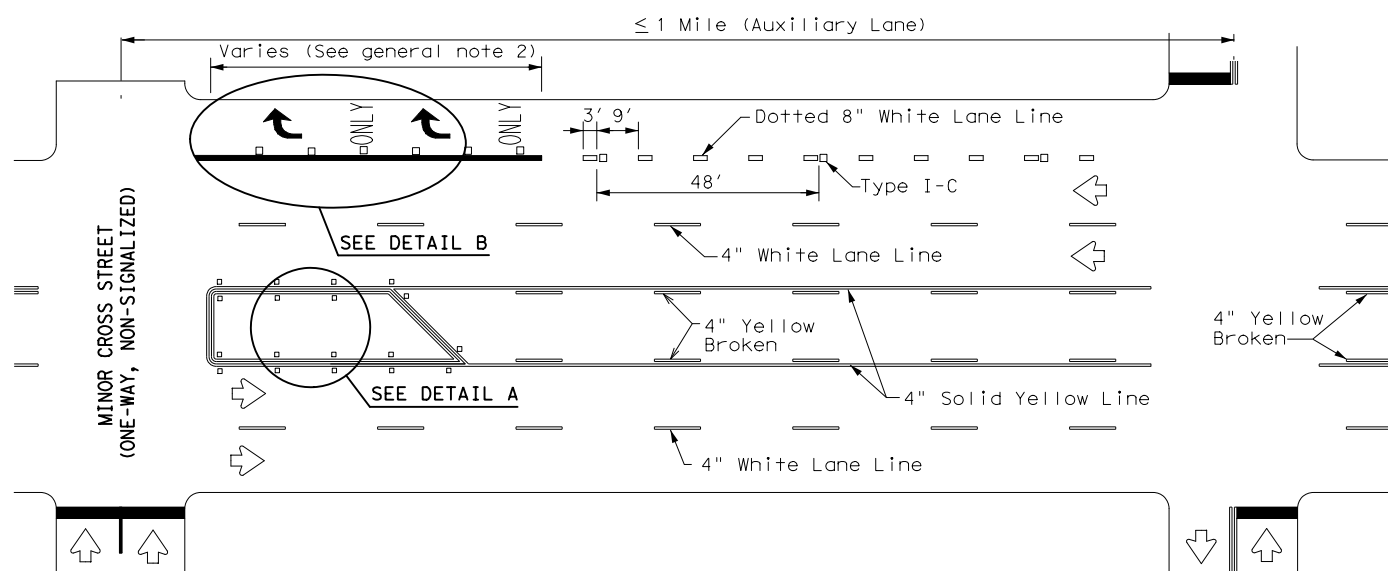 ≤ 1 Mile (Auxiliary Lane)
Varies (See general note 2)
ONLY
ONLY
3' 9'
Dotted 8" White Lane Line
48'
Type I-C
SEE DETAIL B
4" White Lane Line
MINOR CROSS STREET
(ONE-WAY, NON-SIGNALIZED)
4" Yellow
Broken
4" Yellow
Broken
SEE DETAIL A
4" Solid Yellow Line
4" White Lane Line